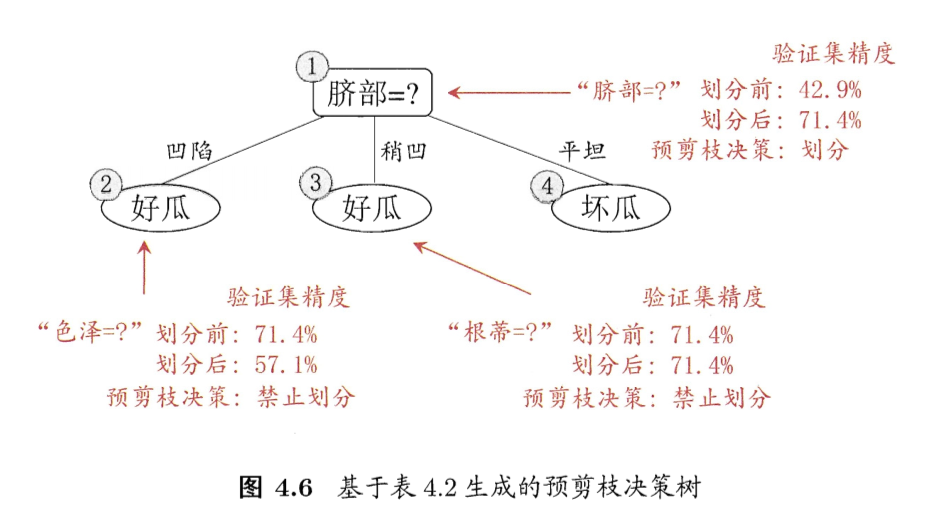 验证集精度
1
脐部=?
“脐部=?” 划分前: 42.9%
划分后: 71.4%
预剪枝决策: 划分
凹陷
稍凹
平坦
2
好瓜
3
好瓜
4
坏瓜
验证集精度
“色泽=?” 划分前: 71.4%
划分后: 57.1%
预剪枝决策: 禁止划分
验证集精度
“根蒂=?” 划分前: 71.4%
划分后: 71.4%
预剪枝决策: 禁止划分
图 4.6 基于表 4.2 生成的预剪枝决策树